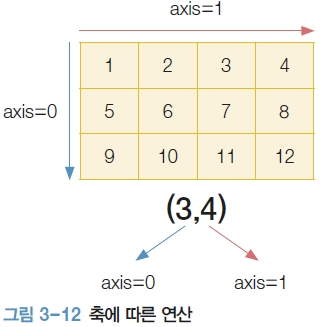 axis=1
axis=0
1 2 3 4
5 6 7 8
9 10 11 12
(3,4)
axis=0 axis=1
그림 3-12 축에 따른 연산